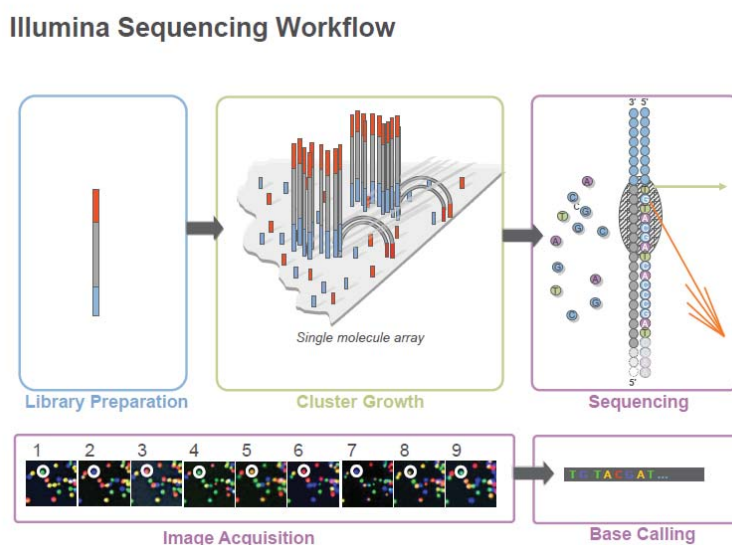 Illumina Sequencing Workflow
3' 5'
A
C
C G
T G C
A
G
T A
C G
T
G
T
A
T
A
G
A
T
5'
Single molecule array
Library Preparation
Cluster Growth
Sequencing
1 2 3 4 5 6 7 8 9
TGTACGAT...
Image Acquisition
Base Calling